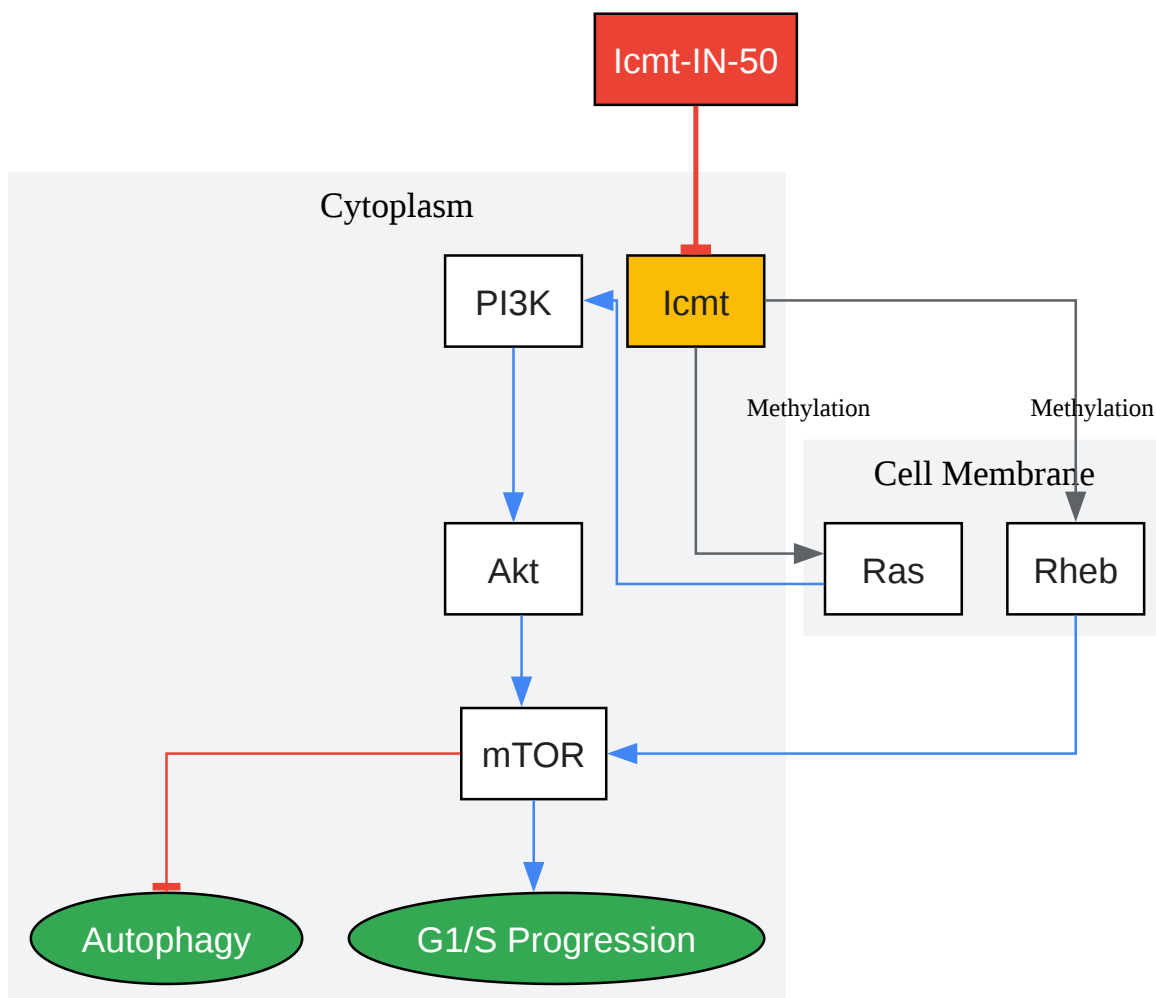 Icmt-IN-50
Cytoplasm
PI3K
Icmt
Methylation
Methylation
Cell Membrane
Akt
Ras
Rheb
mTOR
Autophagy
G1/S Progression